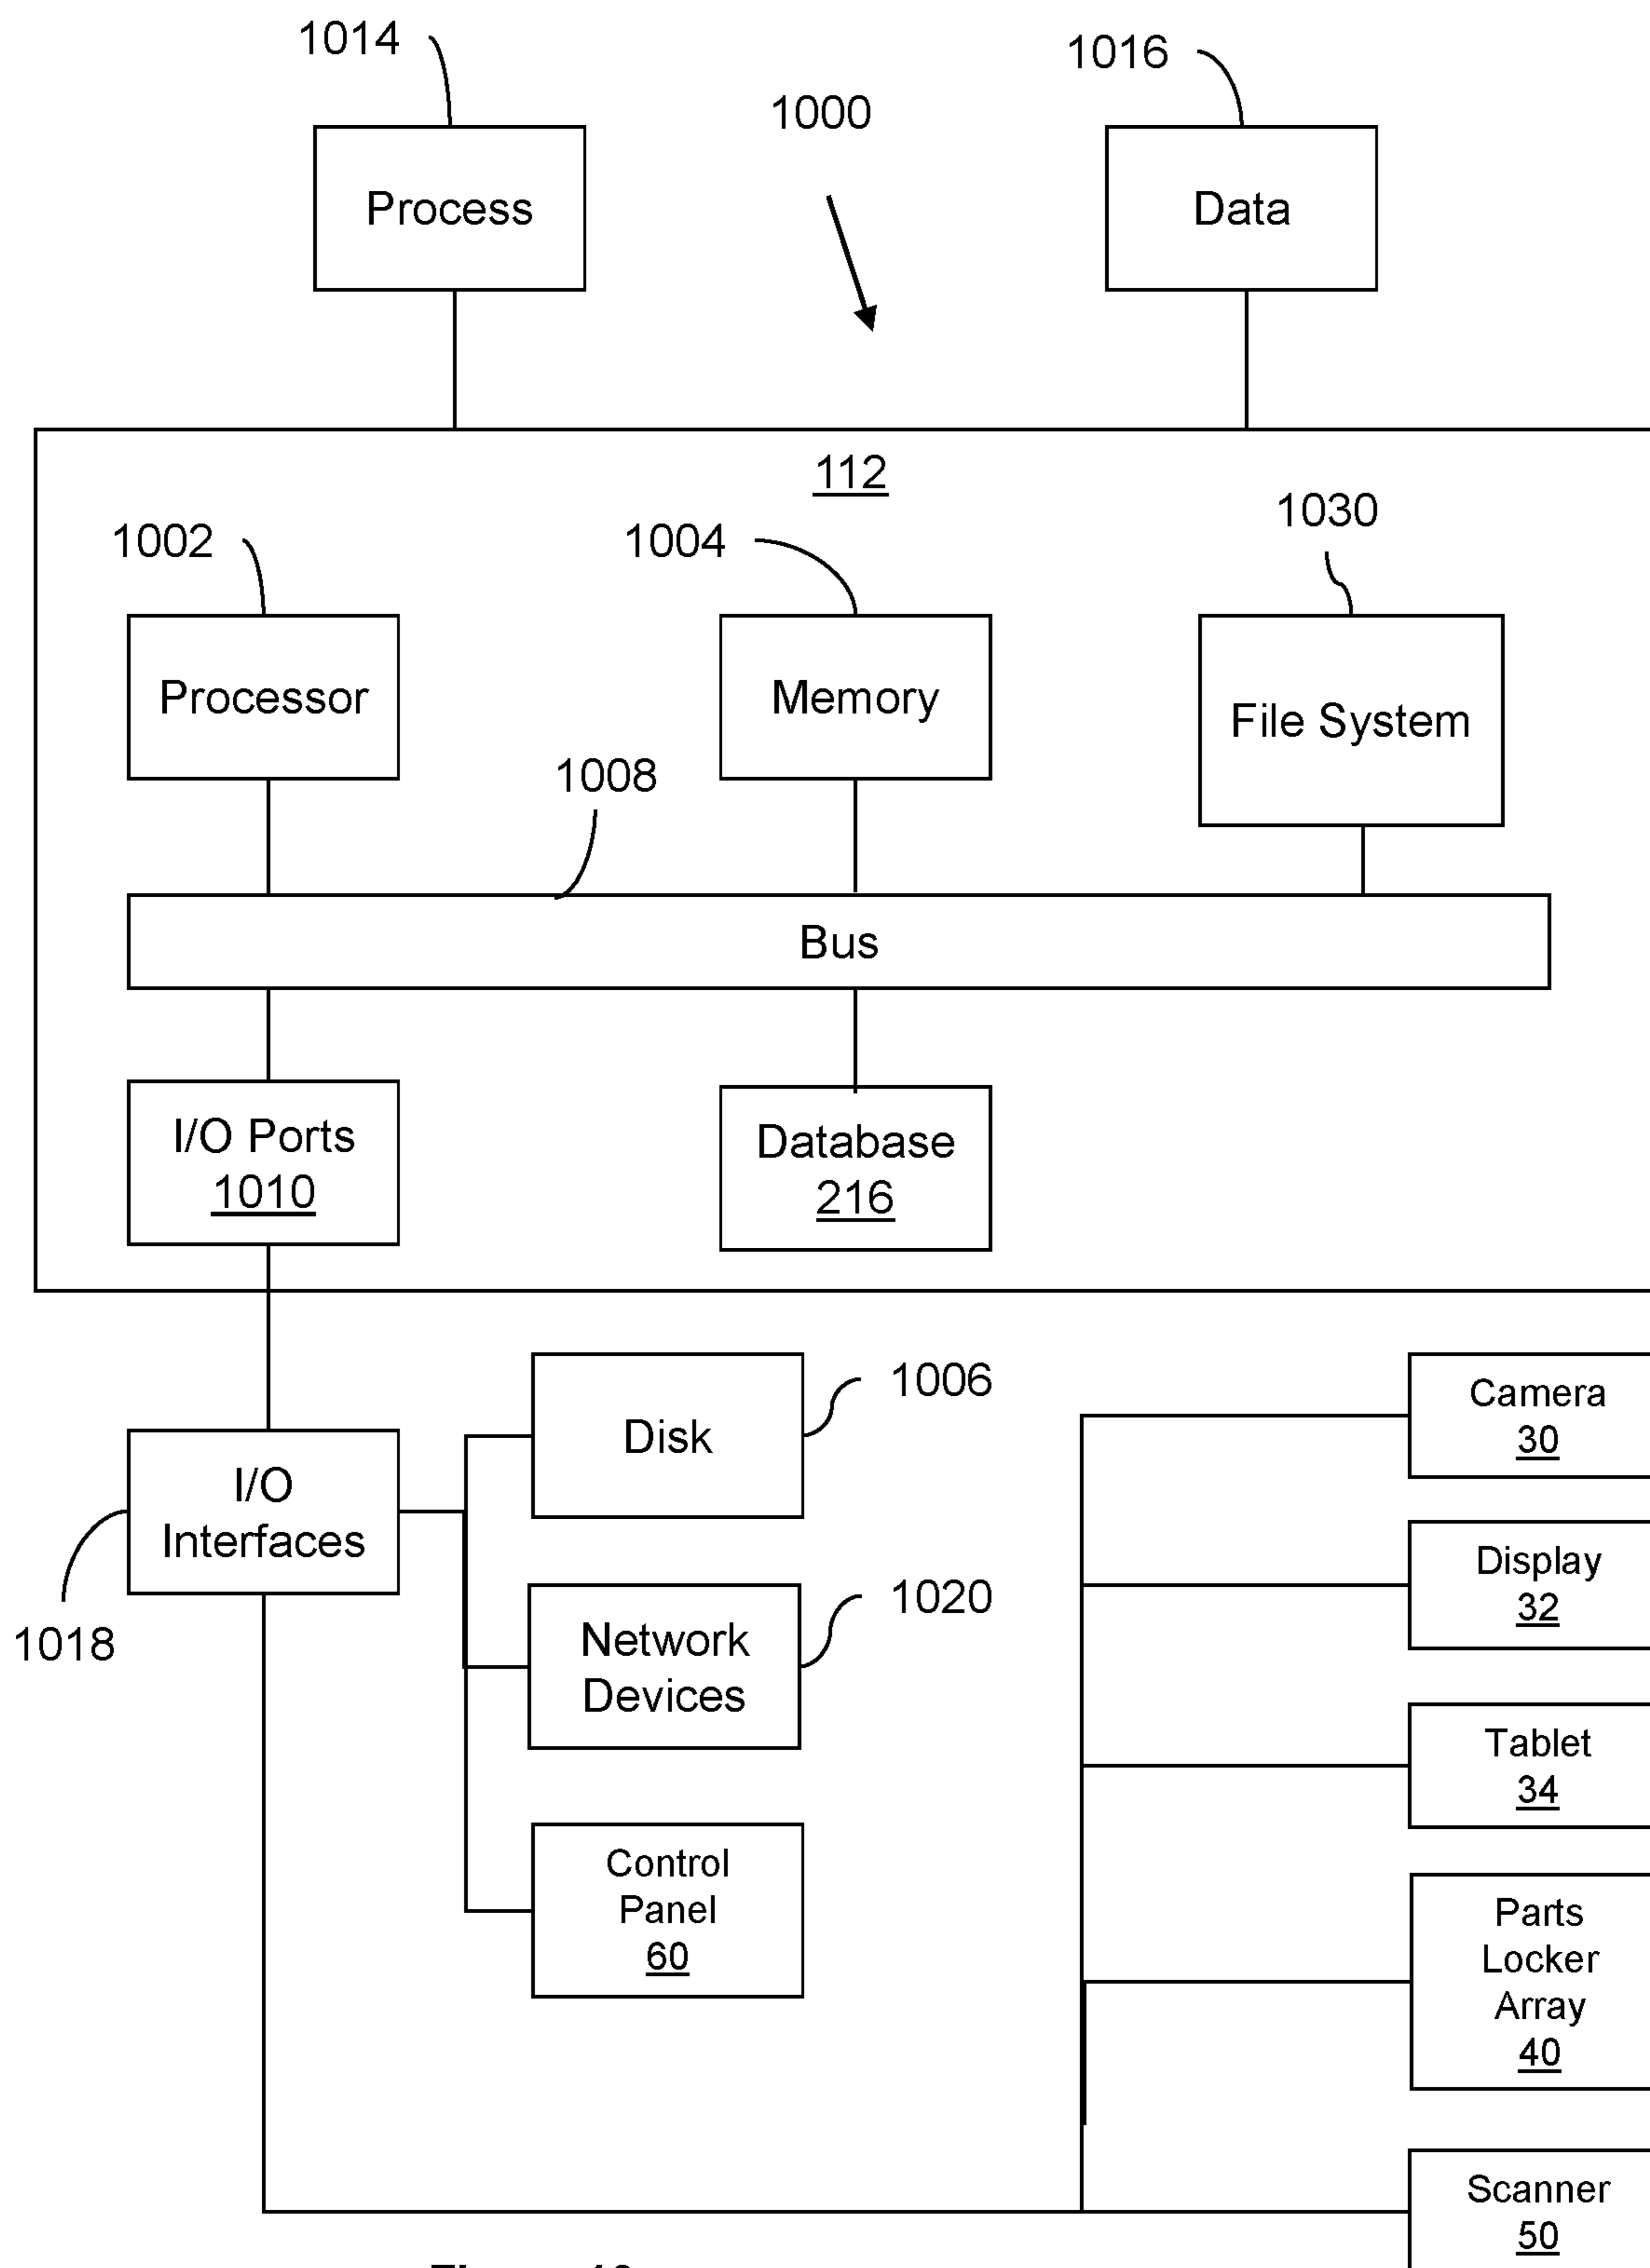 1014
1016
1000
Process
Data
112
1030
1002
1004
Processor
Memory
File System
1008
Bus
I/O Ports
1010
Database
216
1006
Disk
Camera
30
I/O
Interfaces
Display
32
1020
1018
Network
Devices
Tablet
34
Control
Panel
60
Parts
Locker
Array
40
Scanner
50